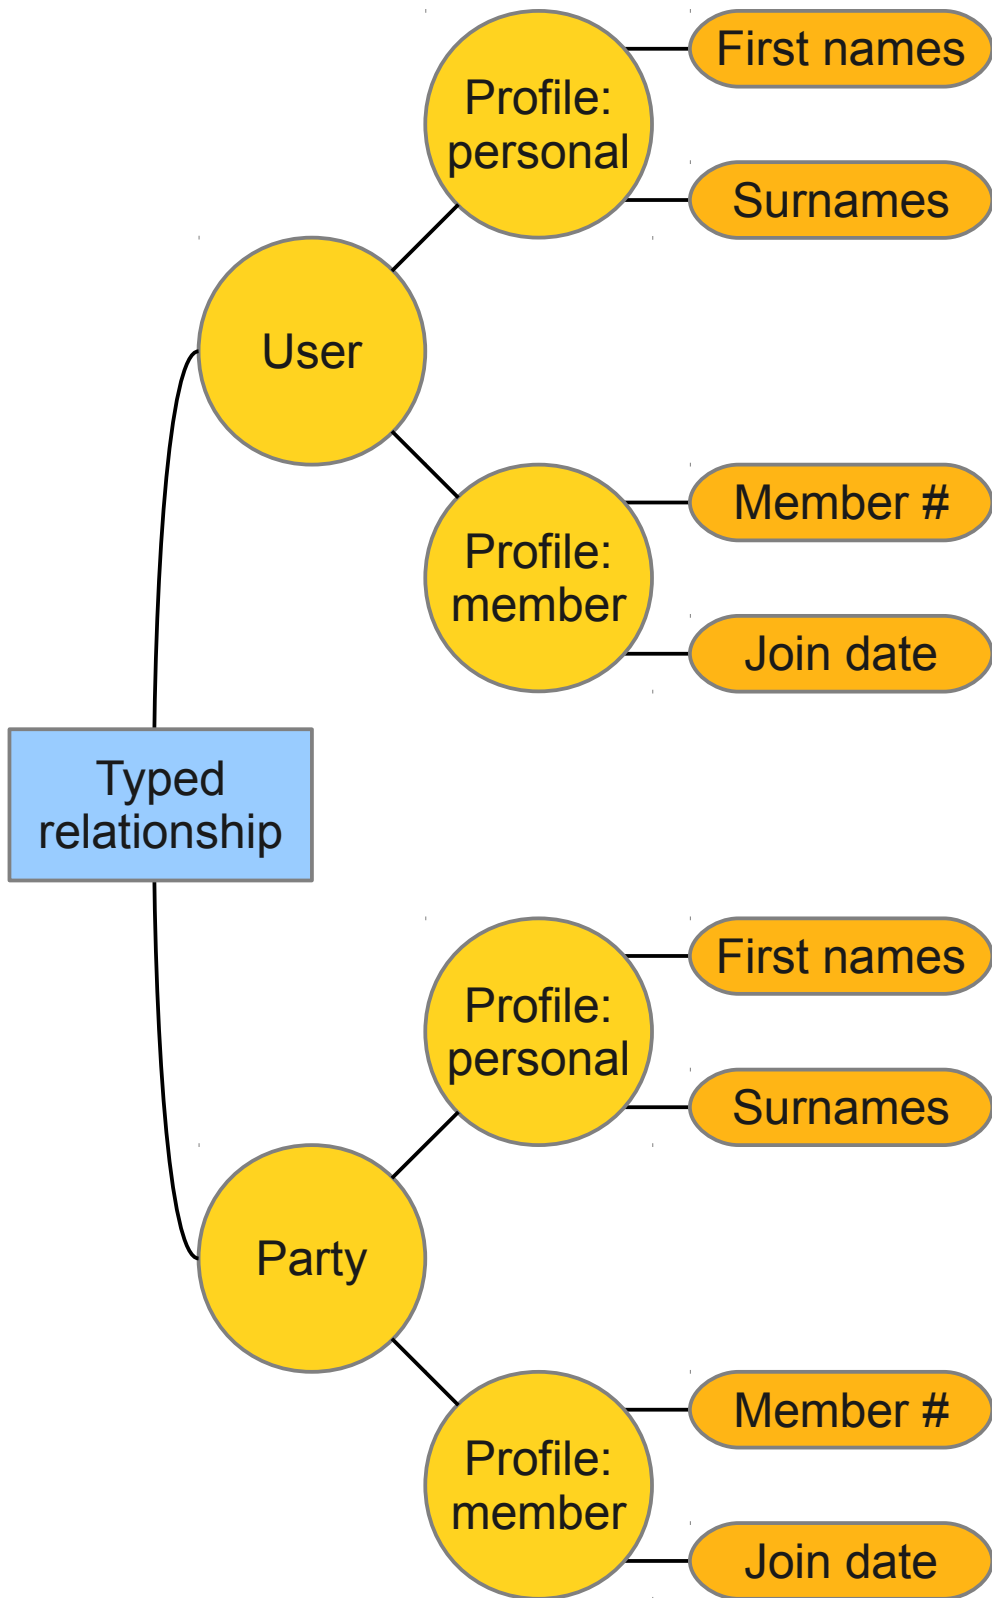 First names
Profile:
personal
Surnames
User
Member #
Profile:
member
Join date
Typed
relationship
First names
Profile:
personal
Surnames
Party
Member #
Profile:
member
Join date